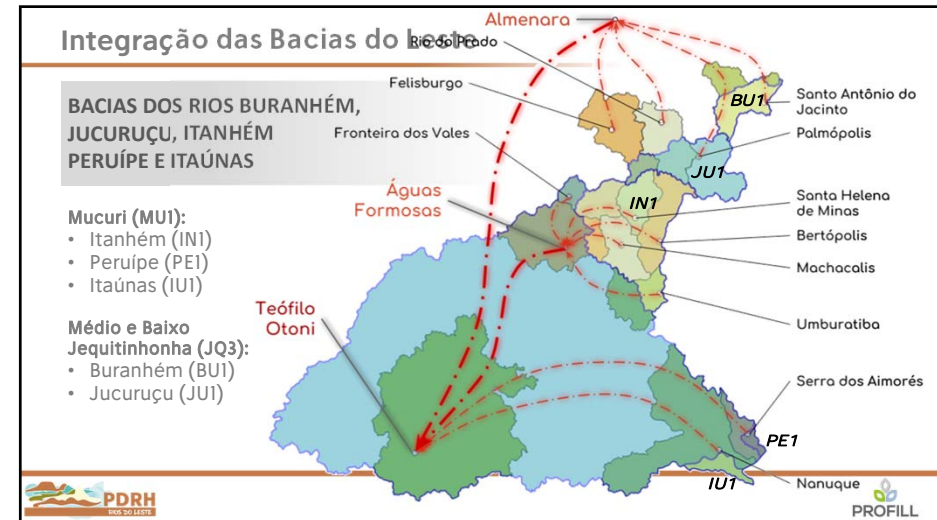 Integração das Bacias do Leste
BACIAS DOS RIOS BURANHÉM,
JUCURUÇU, ITANHÉM
PERUÍPE E ITAÚNAS
Mucuri (MU1):
• Itanhém (IN1)
• Peruípe (PE1)
• Itaúnas (IU1)
Médio e Baixo
Jequitinhonha (JQ3):
• Buranhém (BU1)
• Jucuruçu (JU1)
Almenara
Rio do Prado
Felisburgo
Fronteira dos Vales
Águas
Formosas
Teófilo
Otoni
BU1
JU1
IN1
Santo Antônio do
Jacinto
Palmópolis
Santa Helena
de Minas
Bertópolis
Machacalis
Umburatiba
Serra dos Aimorés
PE1
IU1
Nanuque
PDRH
RIOS DO LESTE
PROFILL